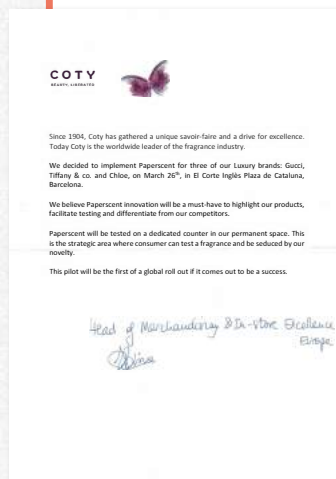 COTY
BEAUTY, LIBERATED
Since 1904, Coty has gathered a unique savoir-faire and a drive for excellence.
Today Coty is the worldwide leader of the fragrance industry.
We decided to implement Paperscent for three of our Luxury brands: Gucci,
Tiffany & co. and Chloe, on March 26th, in El Corte Inglès Plaza de Cataluna,
Barcelona.
We believe Paperscent innovation will be a must-have to highlight our products,
facilitate testing and differentiate from our competitors.
Paperscent will be tested on a dedicated counter in our permanent space. This
is the strategic area where consumer can test a fragrance and be seduced by our
novelty.
This pilot will be the first of a global roll out if it comes out to be a success.
Head of Merchandising & In-store Excellence
Europe